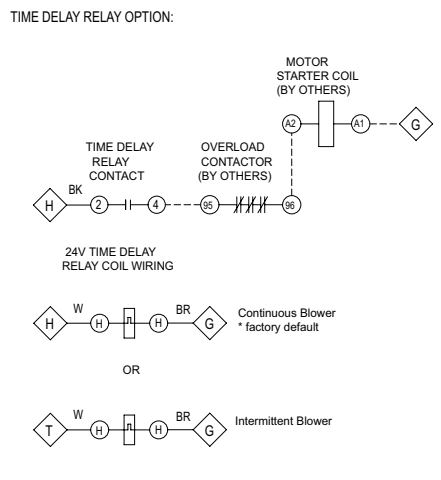 TIME DELAY RELAY OPTION:
MOTOR
STARTER COIL
(BY OTHERS)
A2
A1
G
TIME DELAY
RELAY
CONTACT
OVERLOAD
CONTACTOR
(BY OTHERS)
H
BK
2
4
95
96
24V TIME DELAY
RELAY COIL WIRING
H
W
H
H
BR
G
Continuous Blower
* factory default
OR
T
W
H
H
BR
G
Intermittent Blower